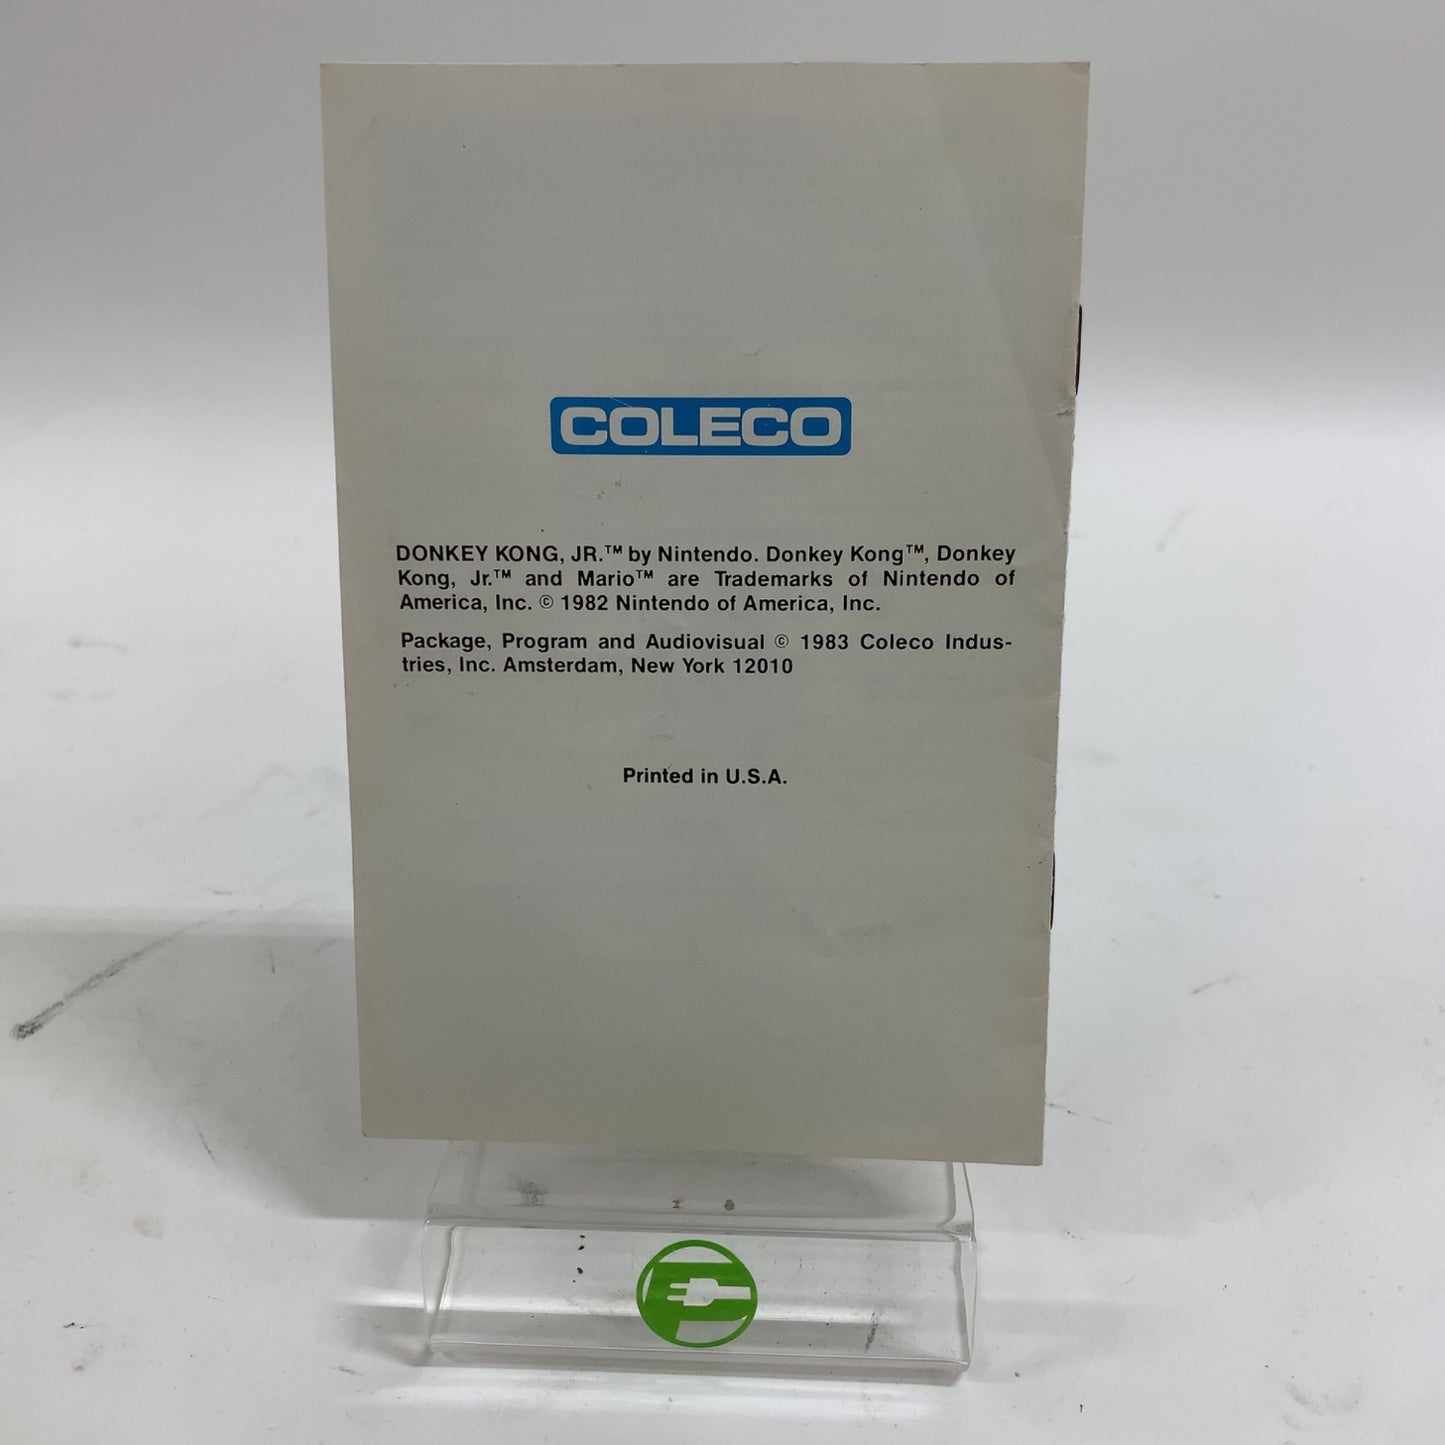 COLECO
DONKEY KONG, JR.™ by Nintendo. Donkey Kong™, Donkey
Kong, Jr.™ and Mario™ are Trademarks of Nintendo of
America, Inc. © 1982 Nintendo of America, Inc.
Package, Program and Audiovisual © 1983 Coleco Indus-
tries, Inc. Amsterdam, New York 12010
Printed in U.S.A.